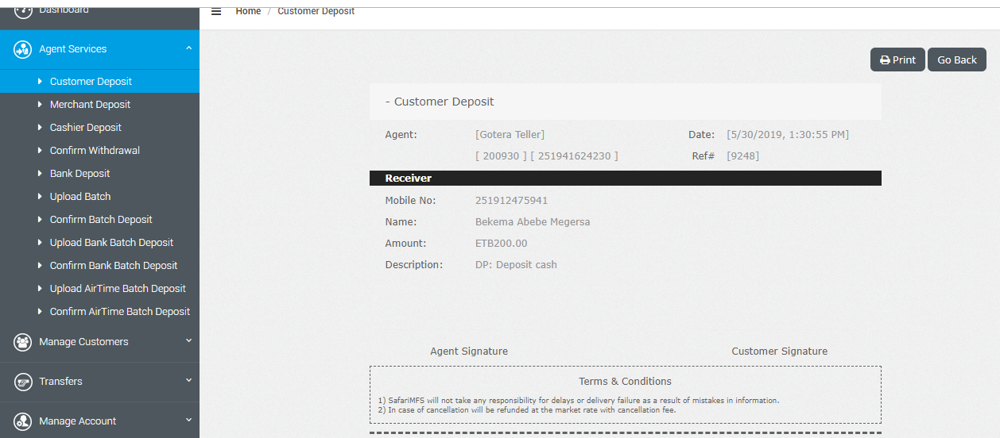 Dashboard
Home / Customer Deposit
Agent Services
Customer Deposit
Merchant Deposit
Cashier Deposit
Confirm Withdrawal
Bank Deposit
Upload Batch
Confirm Batch Deposit
Upload Bank Batch Deposit
Confirm Bank Batch Deposit
Upload AirTime Batch Deposit
Confirm AirTime Batch Deposit
Manage Customers
Transfers
Manage Account
Print Go Back
- Customer Deposit
Agent: [Gotera Teller] Date: [5/30/2019, 1:30:55 PM]
[ 200930 ] [ 251941624230 ] Ref# [9248]
Receiver
Mobile No: 251912475941
Name: Bekema Abebe Megersa
Amount: ETB200.00
Description: DP: Deposit cash
Agent Signature Customer Signature
Terms & Conditions
1) SafariMFS will not take any responsibility for delays or delivery failure as a result of mistakes in information.
2) In case of cancellation will be refunded at the market rate with cancellation fee.